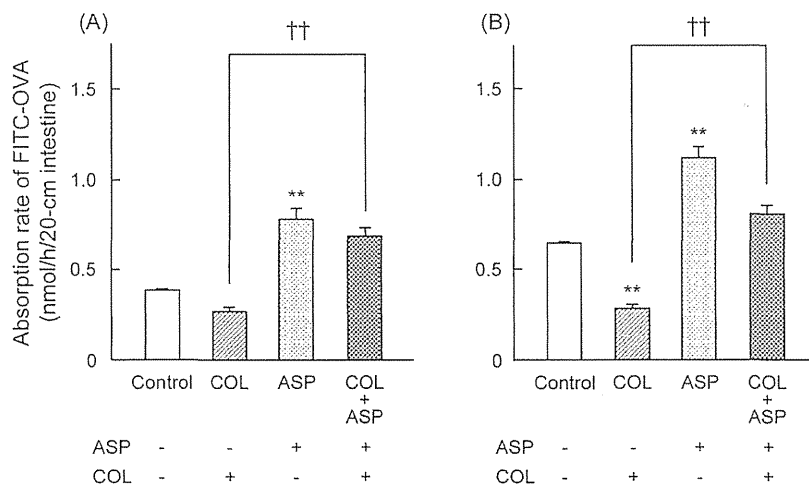 (A)
††
Absorption rate of FITC-OVA
(nmol/h/20-cm intestine)
1.5
1.0
0.5
0
**
Control COL ASP COL
+
ASP
ASP - - + +
COL - + - +
(B)
††
1.5
1.0
0.5
0
**
**
Control COL ASP COL
+
ASP
ASP - - + +
COL - + - +